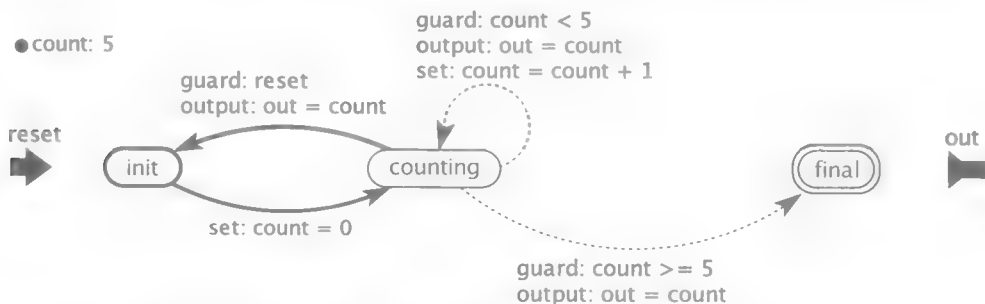 count: 5
guard: count < 5
output: out = count
set: count = count + 1
guard: reset
output: out = count
reset
init
counting
final
out
set: count = 0
guard: count >= 5
output: out = count